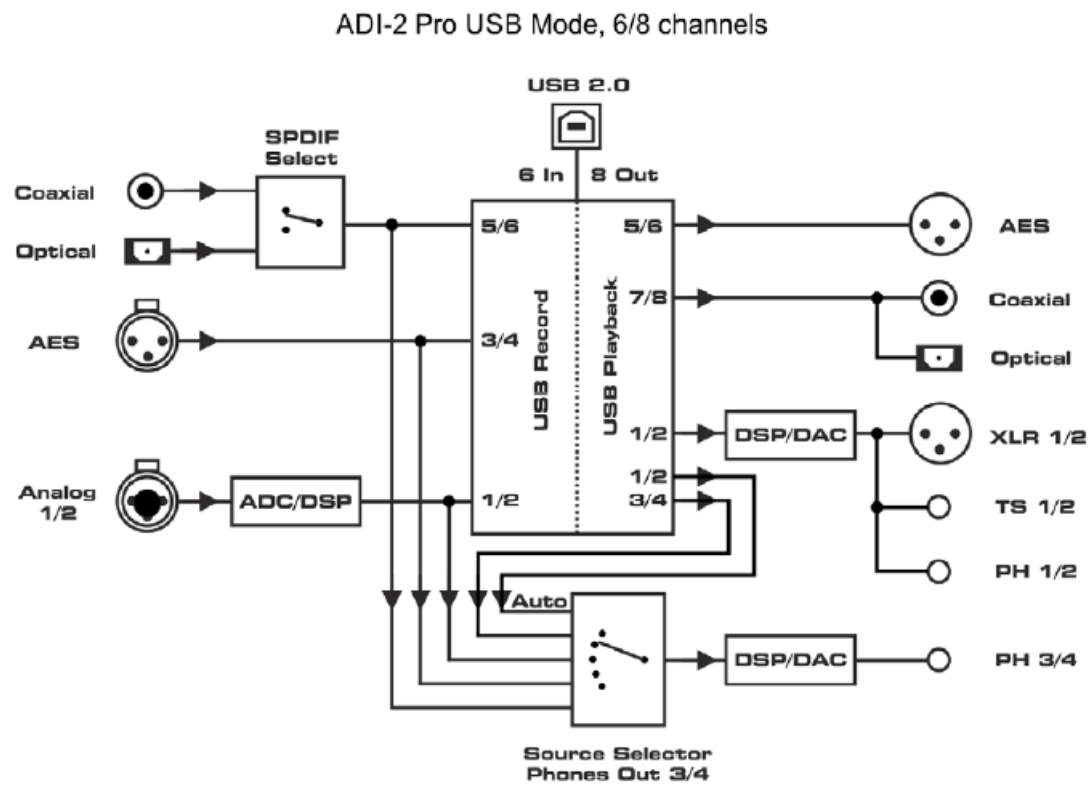 ADI-2 Pro USB Mode, 6/8 channels
USB 2.0
SPDIF
Select
6 In
8 Out
Coaxial
Optical
AES
Analog
1/2
ADC/DSP
5/6
3/4
1/2
USB Record
USB Playback
5/6
7/8
1/2
1/2
3/4
DSP/DAC
AES
Coaxial
Optical
XLR 1/2
TS 1/2
PH 1/2
Auto
DSP/DAC
PH 3/4
Source Selector
Phones Out 3/4